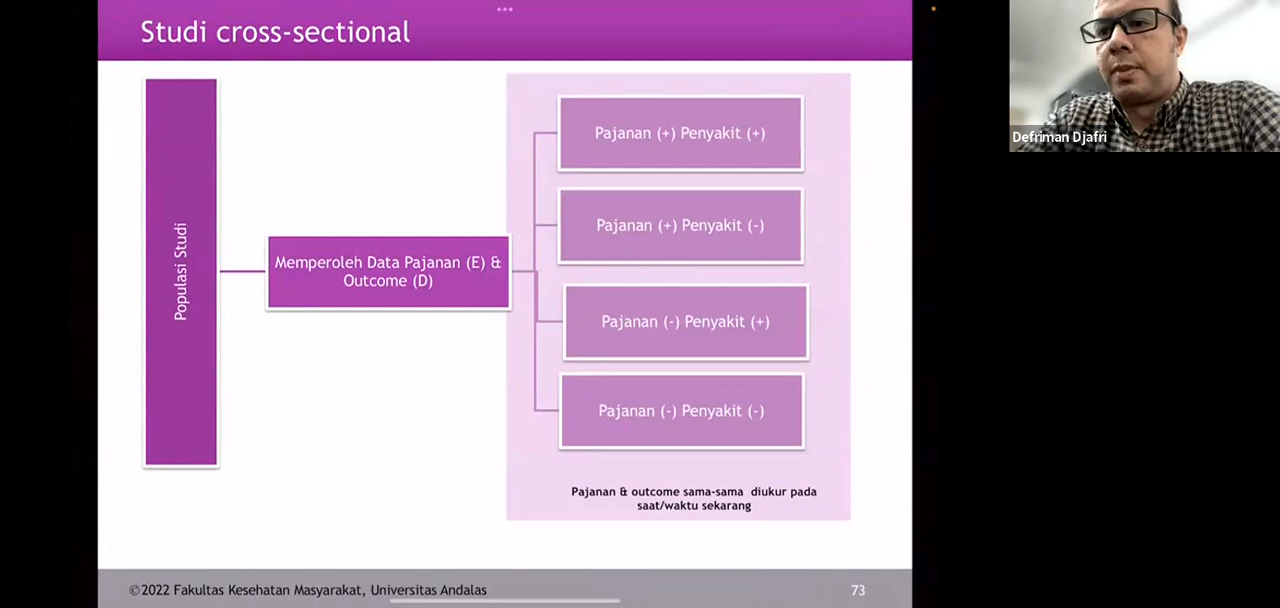 Studi cross-sectional
Populasi Studi
Memperoleh Data Pajanan (E) &
Outcome (D)
Pajanan (+) Penyakit (+)
Pajanan (+) Penyakit (-)
Pajanan (-) Penyakit (+)
Pajanan (-) Penyakit (-)
Pajanan & outcome sama-sama diukur pada
saat/waktu sekarang
©2022 Fakultas Kesehatan Masyarakat, Universitas Andalas
73
Defriman Djafri